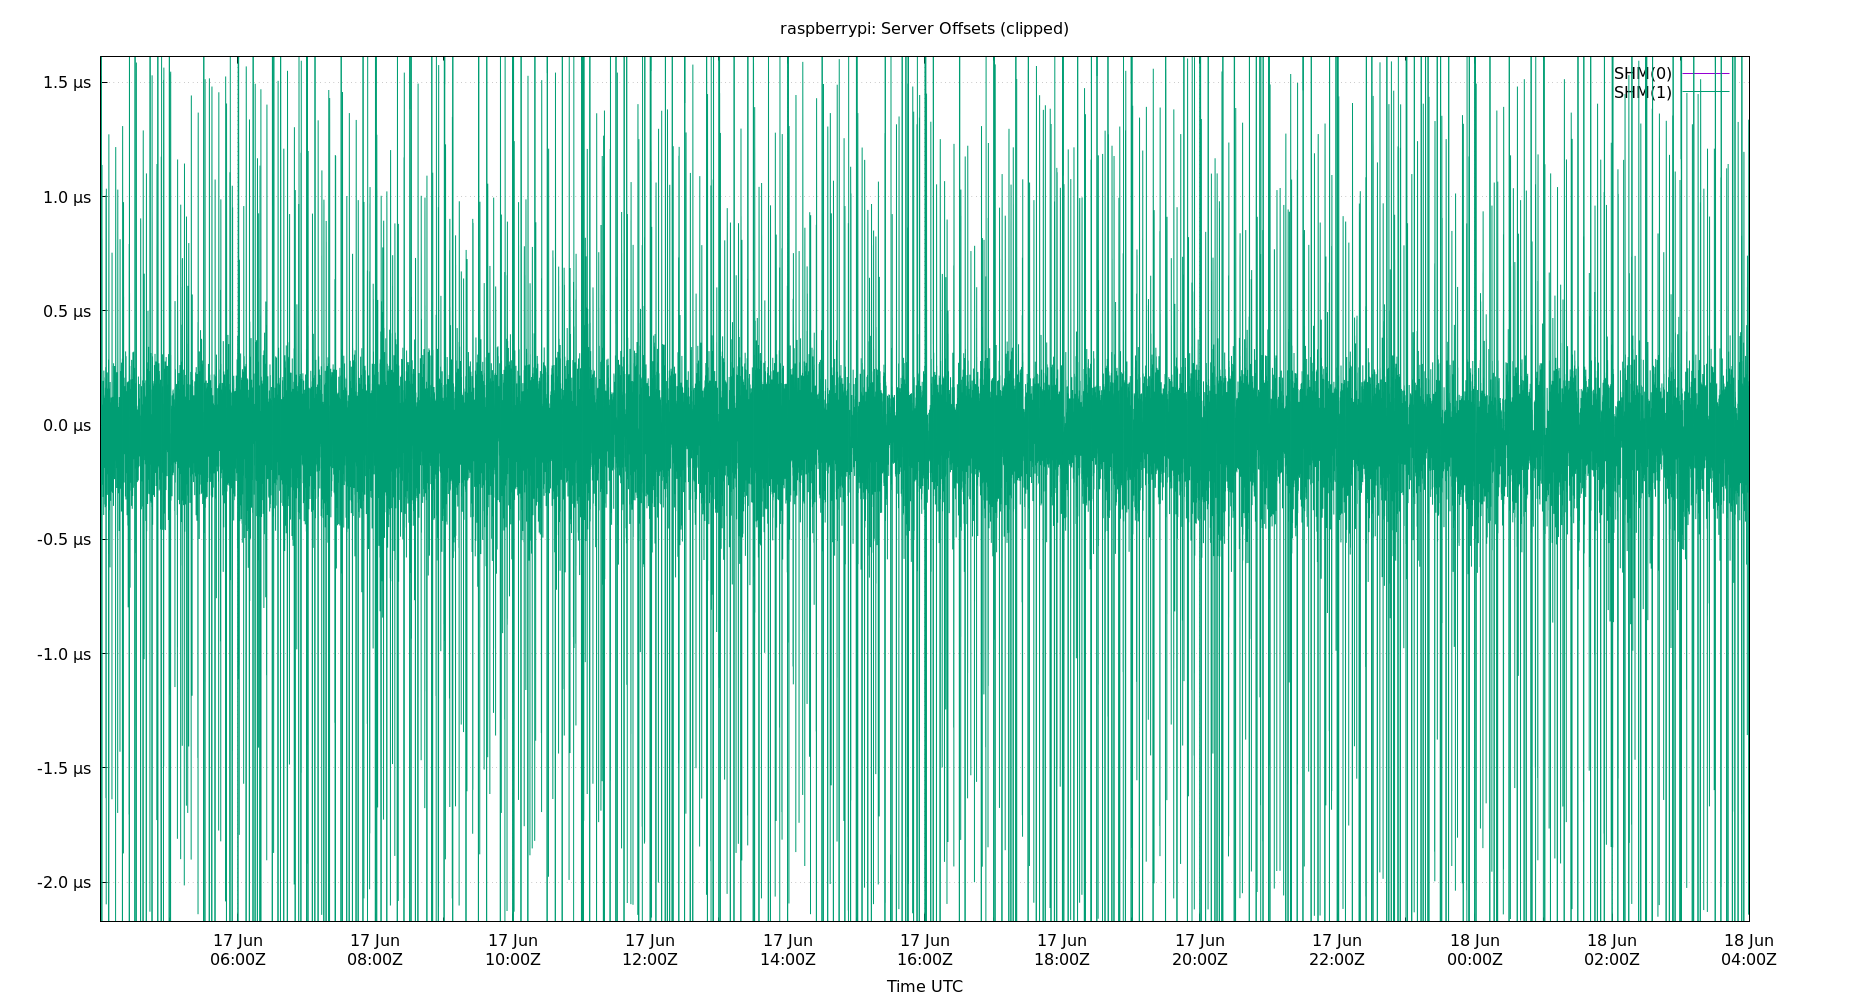 raspberrypi: Server Offsets (clipped)
SHM(0)
SHM(1)
1.5 µs
1.0 µs
0.5 µs
0.0 µs
-0.5 µs
-1.0 µs
-1.5 µs
-2.0 µs
17 Jun 17 Jun 17 Jun 17 Jun 17 Jun 17 Jun 17 Jun 17 Jun 17 Jun 18 Jun 18 Jun 18 Jun
06:00Z 08:00Z 10:00Z 12:00Z 14:00Z 16:00Z 18:00Z 20:00Z 22:00Z 00:00Z 02:00Z 04:00Z
Time UTC